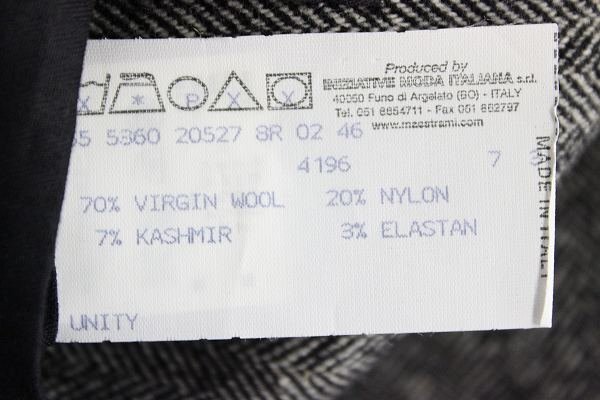 Produced by
INIZIATIVE MODA ITALIANA s.r.l.
40050 Funo di Argelato (BO) - ITALY
Tel. 051 8654711 - Fax 051 862797
www.maestrami.com
X * P X X
5360 20527 8R 02 46
4196 7
70% VIRGIN WOOL 20% NYLON
7% KASHMIR 3% ELASTAN
UNITY
MADE IN ITALY